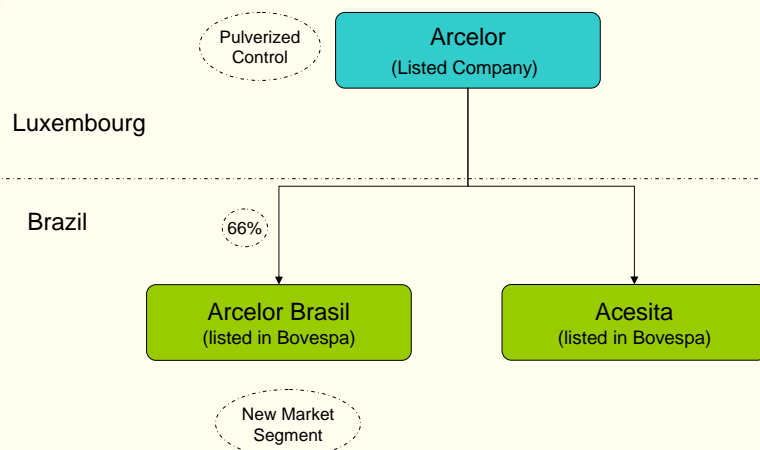 Pulverized
Control
Arcelor
(Listed Company)
Luxembourg
Brazil
66%
Arcelor Brasil
(listed in Bovespa)
Acesita
(listed in Bovespa)
New Market
Segment